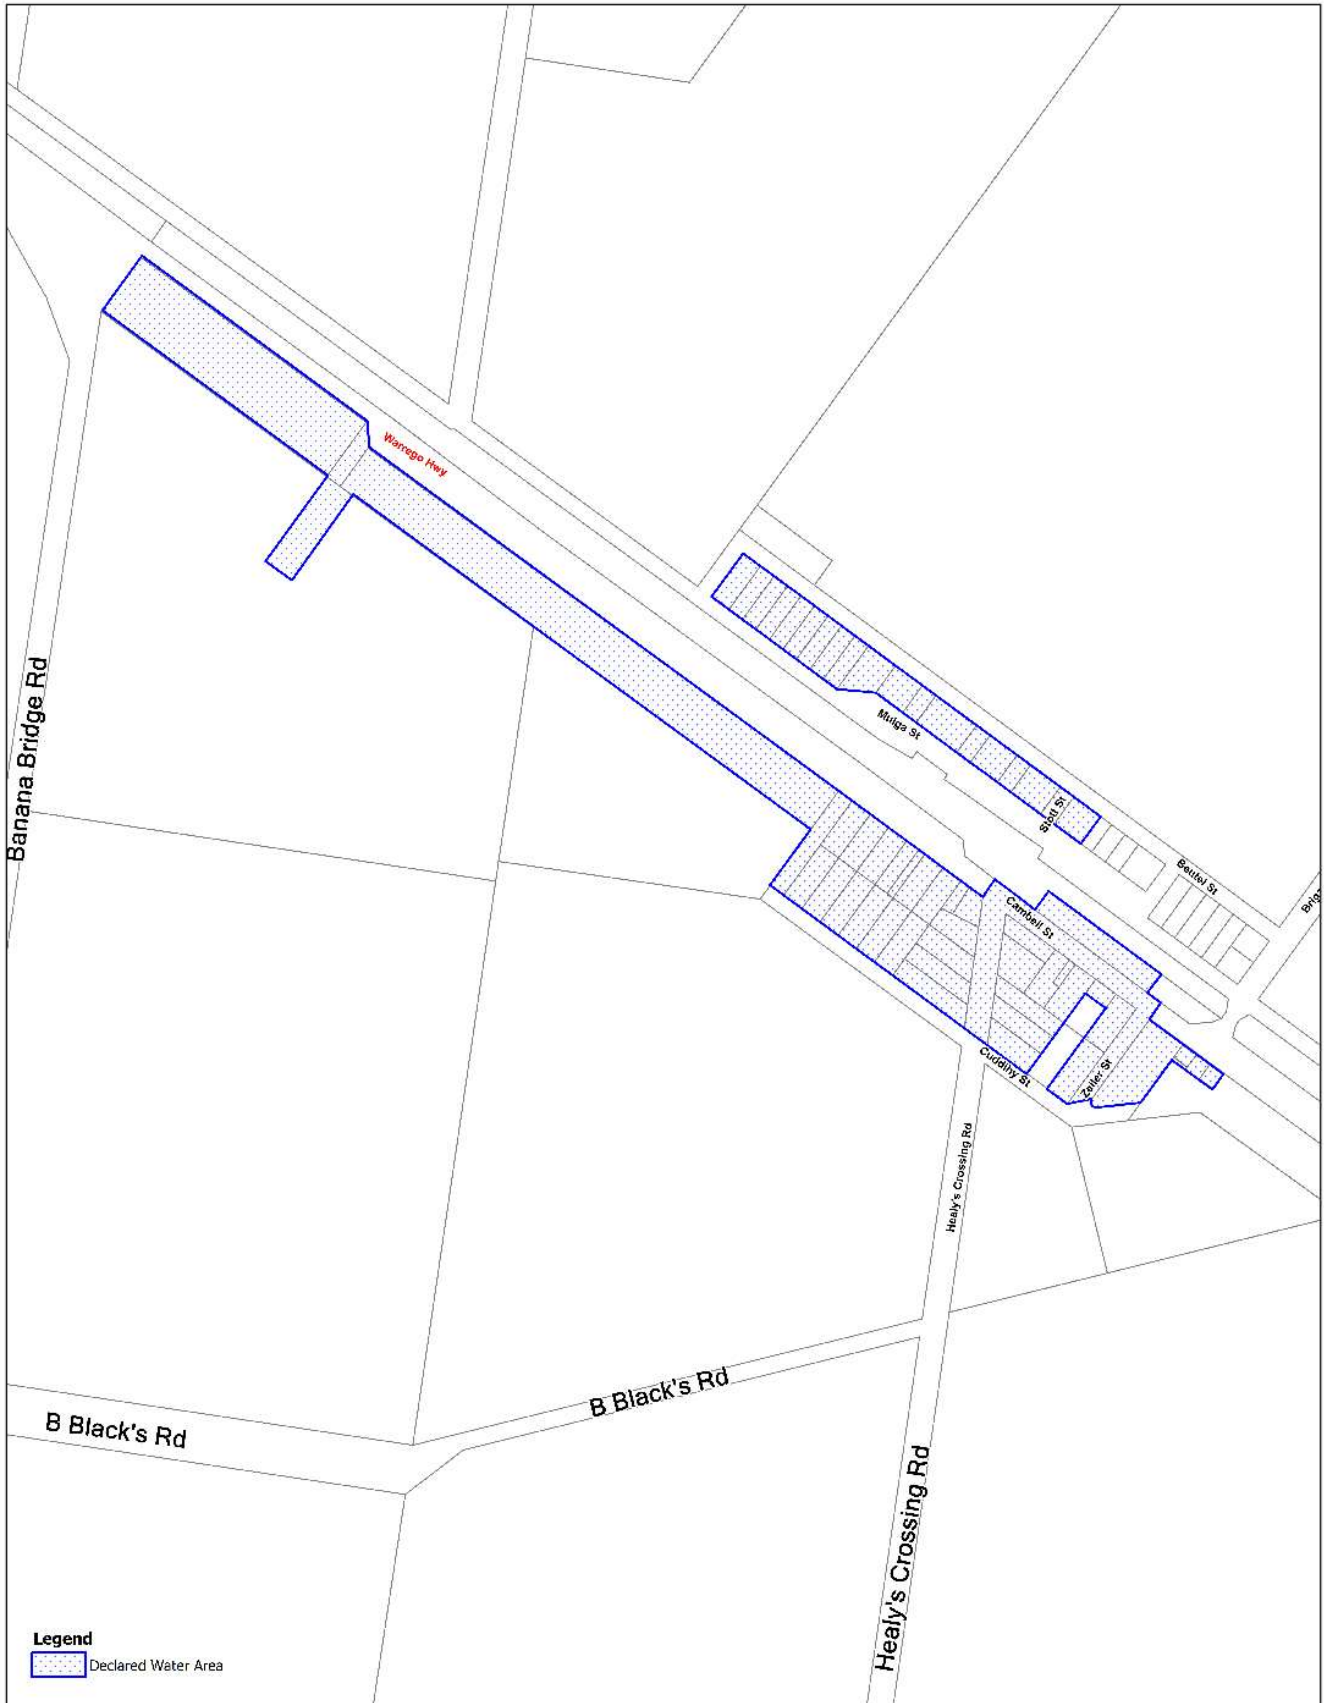 Warrego Hwy
Banana Bridge Rd
Mulga St
Stott St
Beutel St
Cambell St
Cuddihy St
Zeller St
Healy's Crossing Rd
B Black's Rd
B Black's Rd
Healy's Crossing Rd
Legend
Declared Water Area